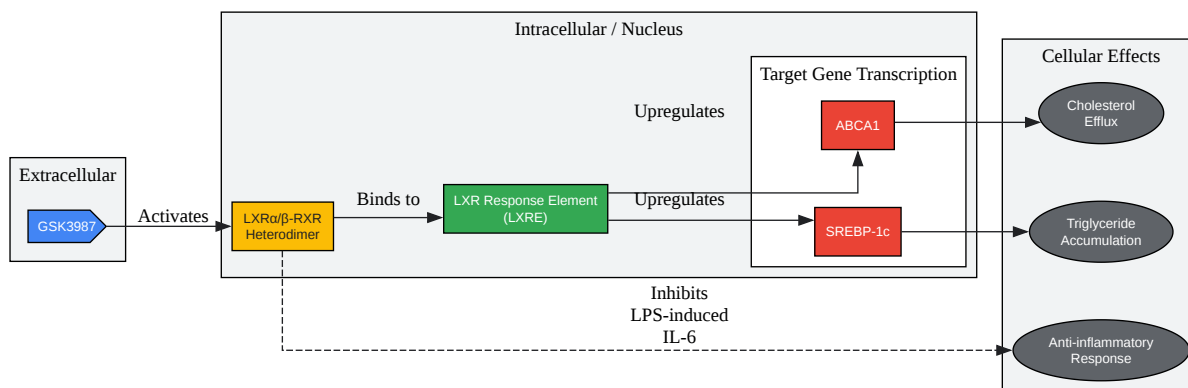 Intracellular / Nucleus
Cellular Effects
Target Gene Transcription
Cholesterol
Efflux
Upregulates
ABCA1
Extracellular
GSK3987
Activates
LXRα/β-RXR
Heterodimer
Binds to
LXR Response Element
(LXRE)
Upregulates
SREBP-1c
Triglyceride
Accumulation
Inhibits
LPS-induced
IL-6
Anti-inflammatory
Response